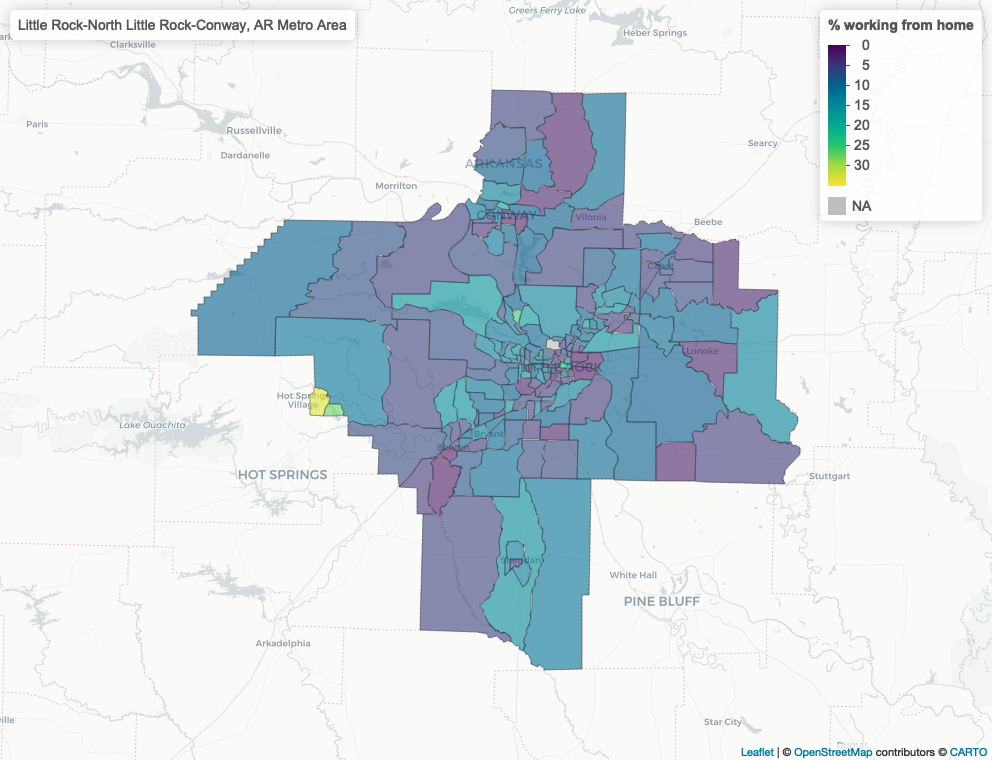 Little Rock-North Little Rock-Conway, AR Metro Area
% working from home
0
5
10
15
20
25
30
NA
Greers Ferry Lake
Heber Springs
Clarksville
Paris
Russellville
Dardanelle
Searcy
ARKANSAS
Morrilton
CONWAY
Vilonia
Beebe
Cabot
Lonoke
Hot Springs
Village
Lake Ouachita
Bryant
Benton
HOT SPRINGS
Stuttgart
Sheridan
White Hall
PINE BLUFF
Arkadelphia
Star City
Leaflet | © OpenStreetMap contributors © CARTO